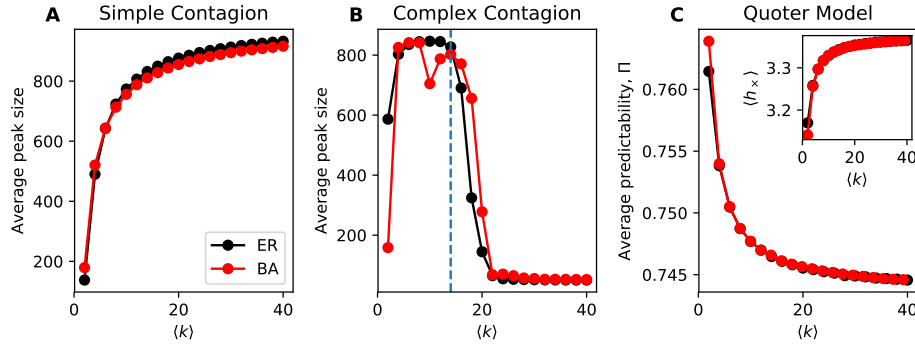 A Simple Contagion
Average peak size
800
600
400
200
0 20 40
⟨k⟩
ER
BA
B Complex Contagion
Average peak size
800
600
400
200
0 20 40
⟨k⟩
C Quoter Model
Average predictability, Π
0.760
0.755
0.750
0.745
0 20 40
⟨k⟩
⟨h×⟩
3.3
3.2
0 20 40
⟨k⟩